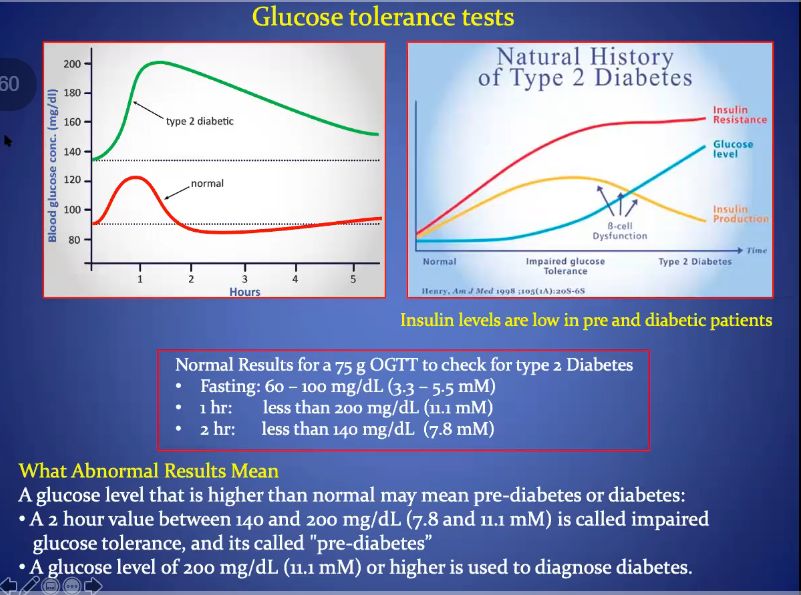 Glucose tolerance tests
60
Blood glucose conc. (mg/dl)
200
180
160
140
120
100
80
type 2 diabetic
normal
1 2 3 4 5
Hours
Natural History
of Type 2 Diabetes
Insulin
Resistance
Glucose
level
Insulin
Production
β-cell
Dysfunction
Time
Normal
Impaired glucose
Tolerance
Type 2 Diabetes
Henry, Am J Med 1998 ;105(1A):20S-6S
Insulin levels are low in pre and diabetic patients
Normal Results for a 75 g OGTT to check for type 2 Diabetes
• Fasting: 60 – 100 mg/dL (3.3 – 5.5 mM)
• 1 hr: less than 200 mg/dL (11.1 mM)
• 2 hr: less than 140 mg/dL (7.8 mM)
What Abnormal Results Mean
A glucose level that is higher than normal may mean pre-diabetes or diabetes:
• A 2 hour value between 140 and 200 mg/dL (7.8 and 11.1 mM) is called impaired
glucose tolerance, and its called "pre-diabetes”
• A glucose level of 200 mg/dL (11.1 mM) or higher is used to diagnose diabetes.